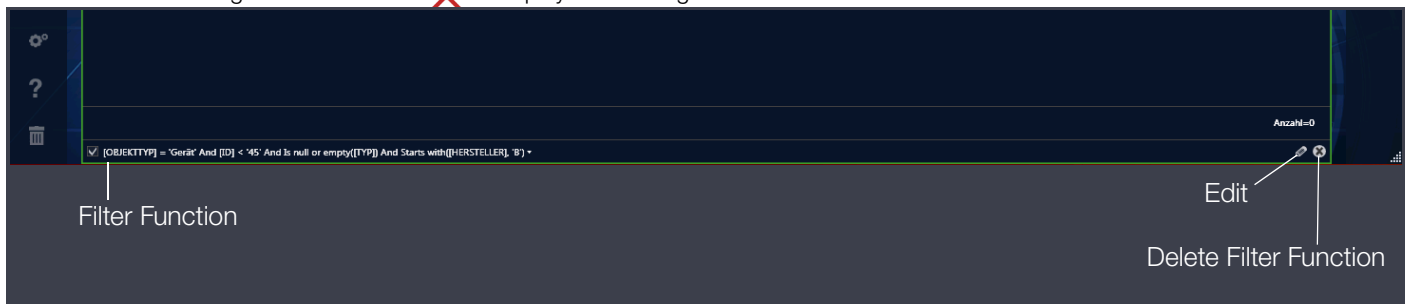 ?
Anzahl=0
[OBJEKTTYP] = 'Gerät' And [ID] < '45' And Is null or empty([TYP]) And Starts with([HERSTELLER], 'B')
Edit
Filter Function
Delete Filter Function